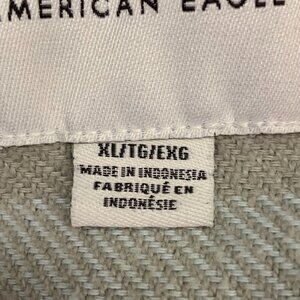 AMERICAN EAGLE
XL/TG/EXG
MADE IN INDONESIA
FABRIQUÉ EN
INDONÉSIE